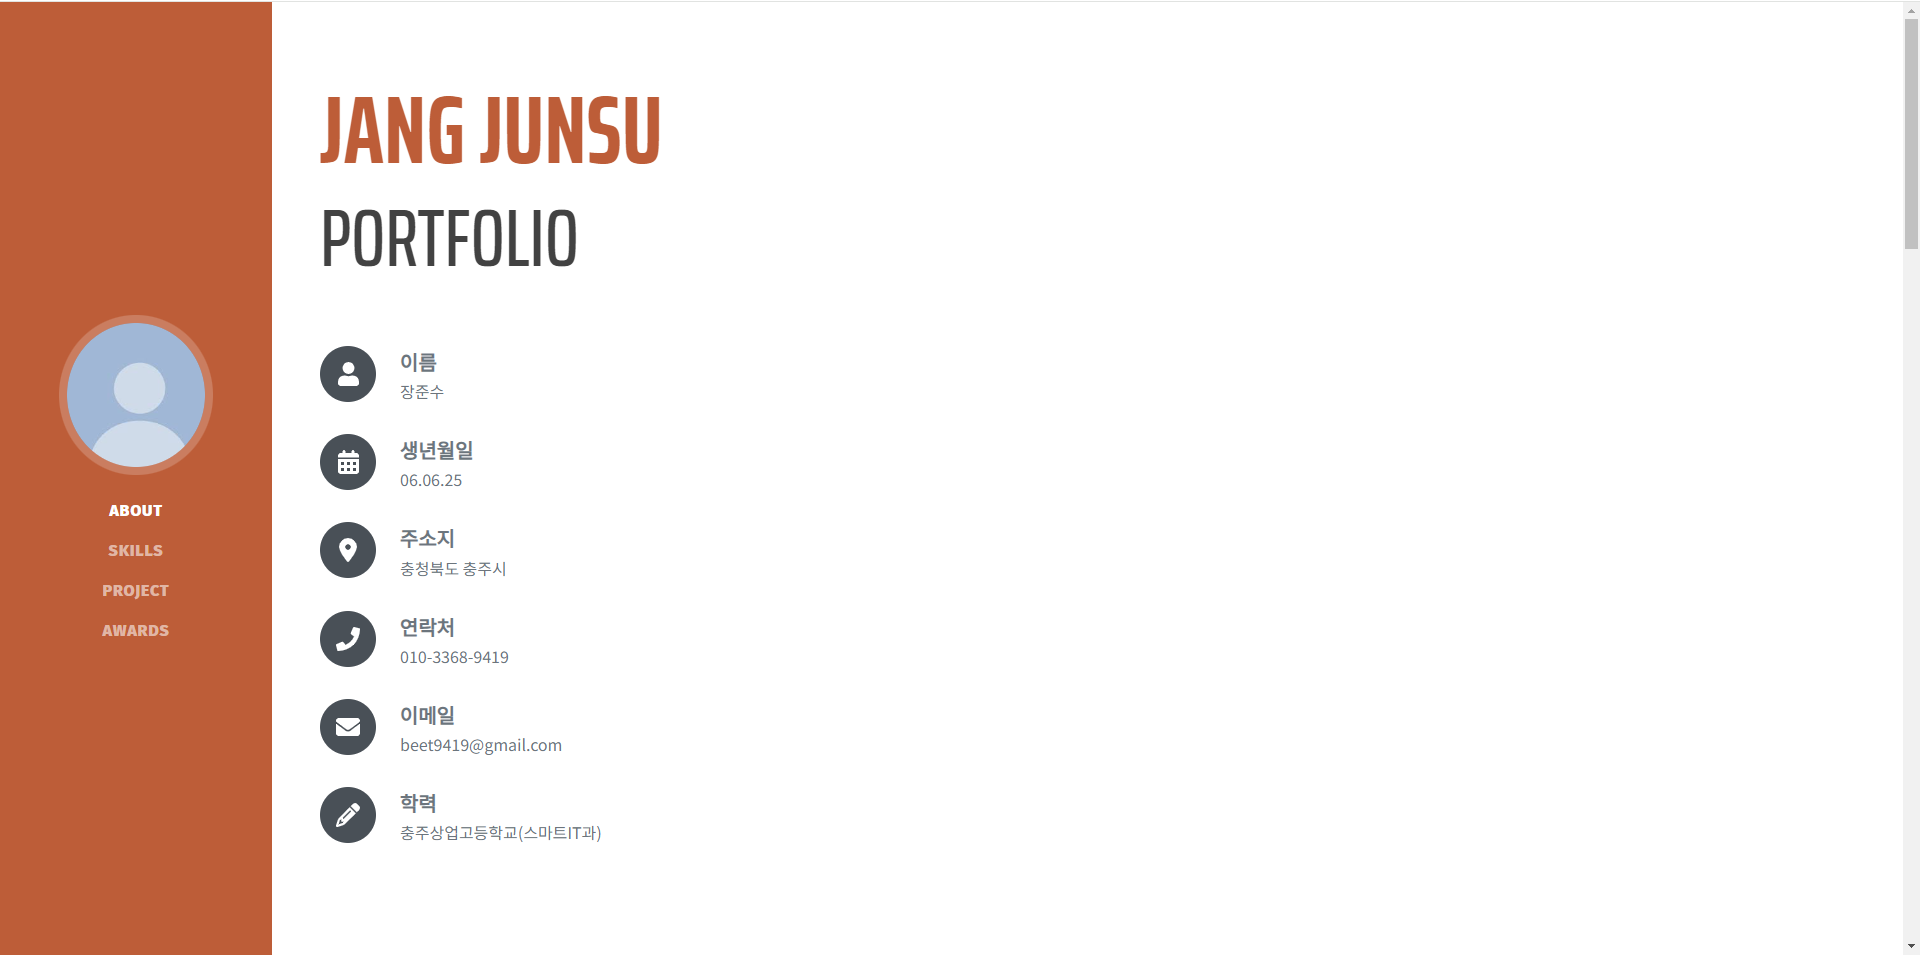 JANG JUNSU
PORTFOLIO
ABOUT
SKILLS
PROJECT
AWARDS
이름
장준수
생년월일
06.06.25
주소지
충청북도 충주시
연락처
010-3368-9419
이메일
beet9419@gmail.com
학력
충주상업고등학교(스마트IT과)